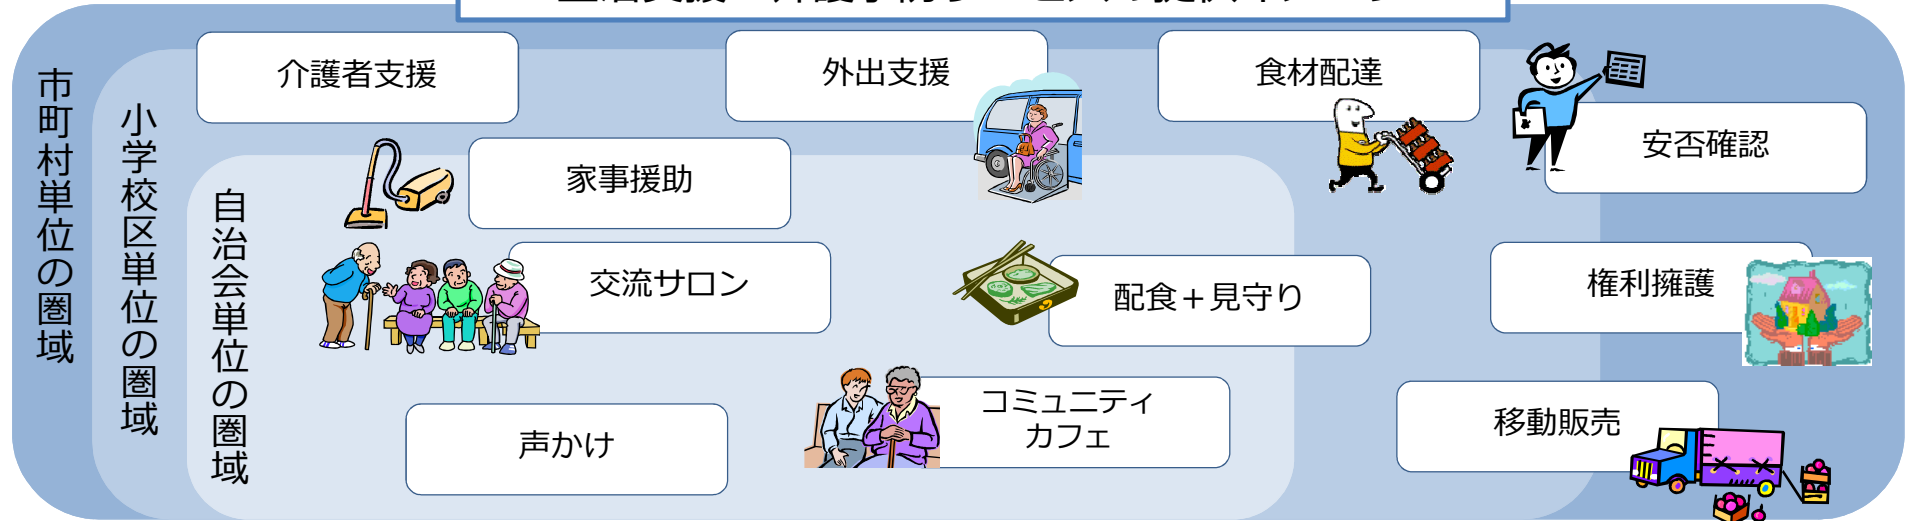 市町村単位の圏域
小学校区単位の圏域
自治会単位の圏域
介護者支援
外出支援
食材配達
安否確認
家事援助
交流サロン
配食＋見守り
権利擁護
声かけ
コミュニティ
カフェ
移動販売